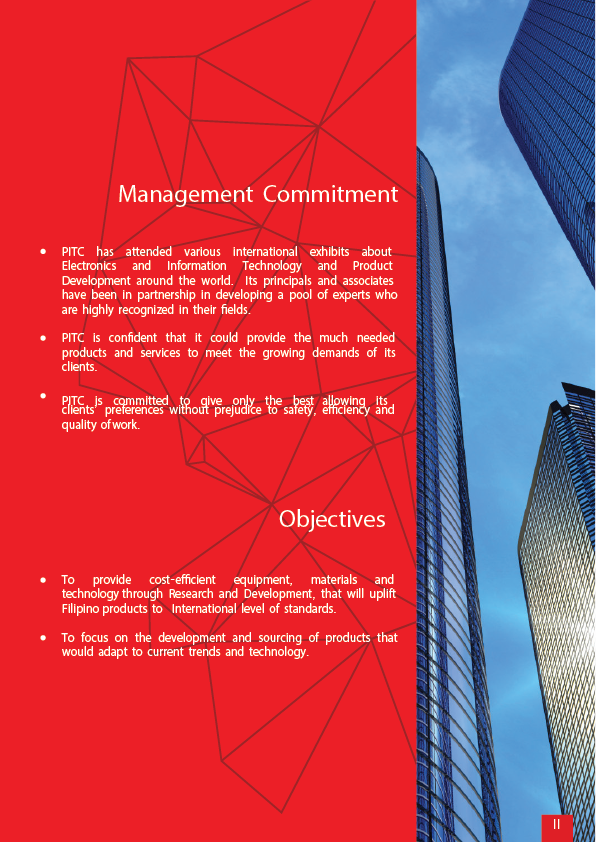 Management Commitment
• PITC has attended various international exhibits about
Electronics and Information Technology and Product
Development around the world. Its principals and associates
have been in partnership in developing a pool of experts who
are highly recognized in their fields.
• PITC is confident that it could provide the much needed
products and services to meet the growing demands of its
clients.
• PITC is committed to give only the best allowing its
clients' preferences without prejudice to safety, efficiency and
quality of work.
Objectives
• To provide cost-efficient equipment, materials and
technology through Research and Development, that will uplift
Filipino products to International level of standards.
• To focus on the development and sourcing of products that
would adapt to current trends and technology.
II